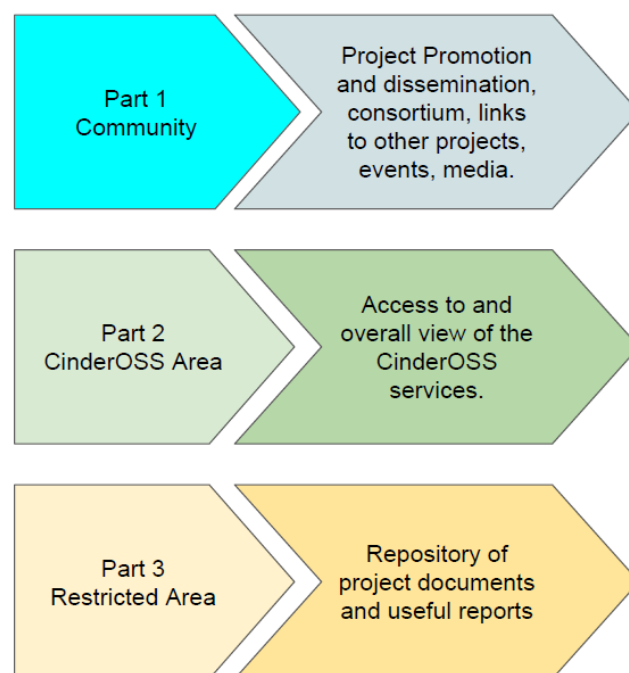 Part 1
Community
Project Promotion
and dissemination,
consortium, links
to other projects,
events, media.
Part 2
CinderOSS Area
Access to and
overall view of the
CinderOSS
services.
Part 3
Restricted Area
Repository of
project documents
and useful reports